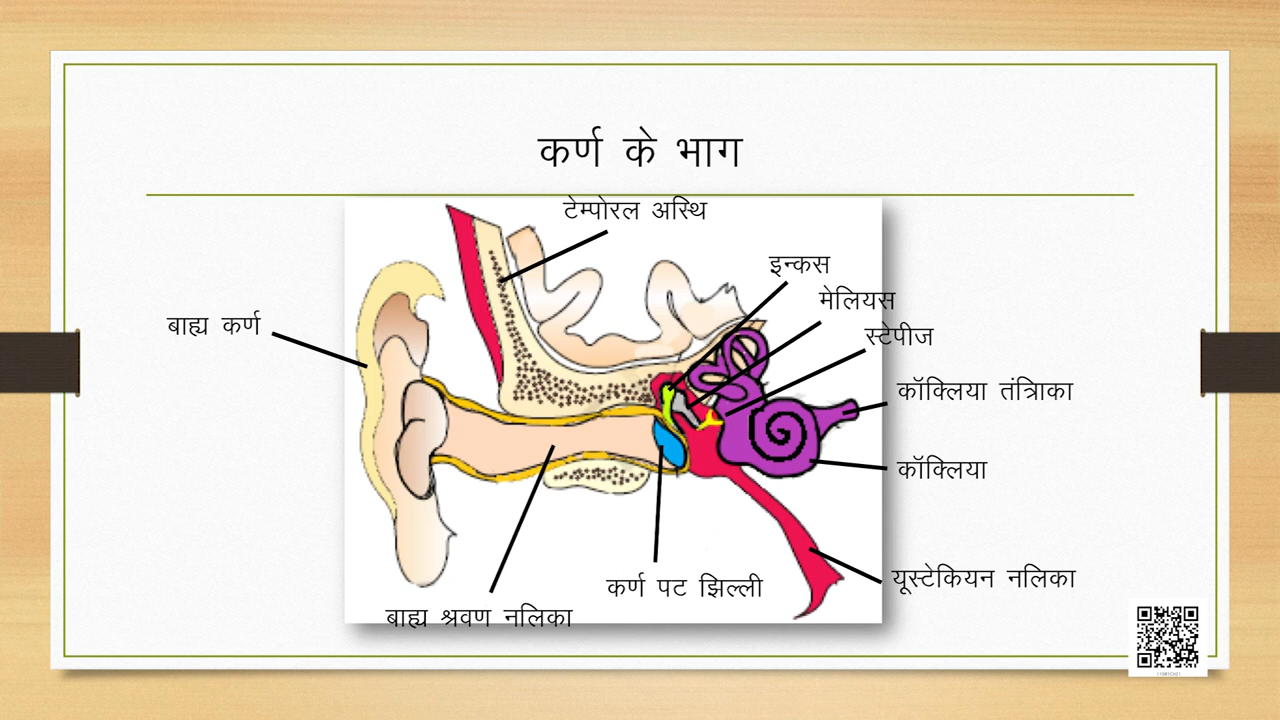 कर्ण के भाग
टेम्पोरल अस्थि
इन्कस
मेलियस
बाह्य कर्ण
स्टेपीज
कॉक्लिया तंत्रिाका
कॉक्लिया
यूस्टेकियन नलिका
कर्ण पट झिल्ली
बाह्य श्रवण नलिका